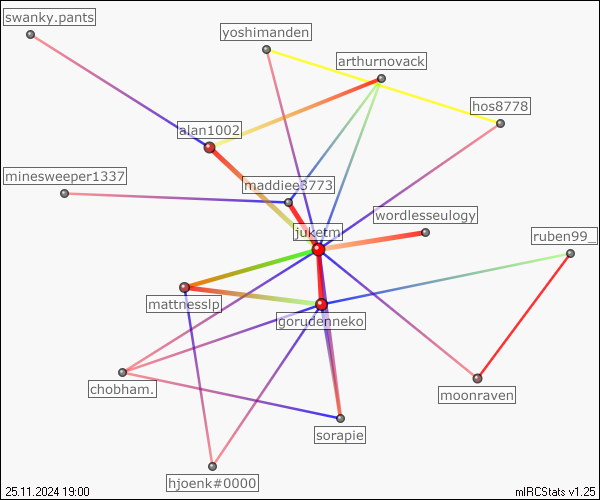 swanky.pants
yoshimanden
arthurnovack
hos8778
alan1002
minesweeper1337
maddiee3773
wordlesseulogy
juketm
ruben99_
mattnesslp
gorudenneko
chobham.
moonraven
sorapie
hjoenk#0000
25.11.2024 19:00
mIRCStats v1.25